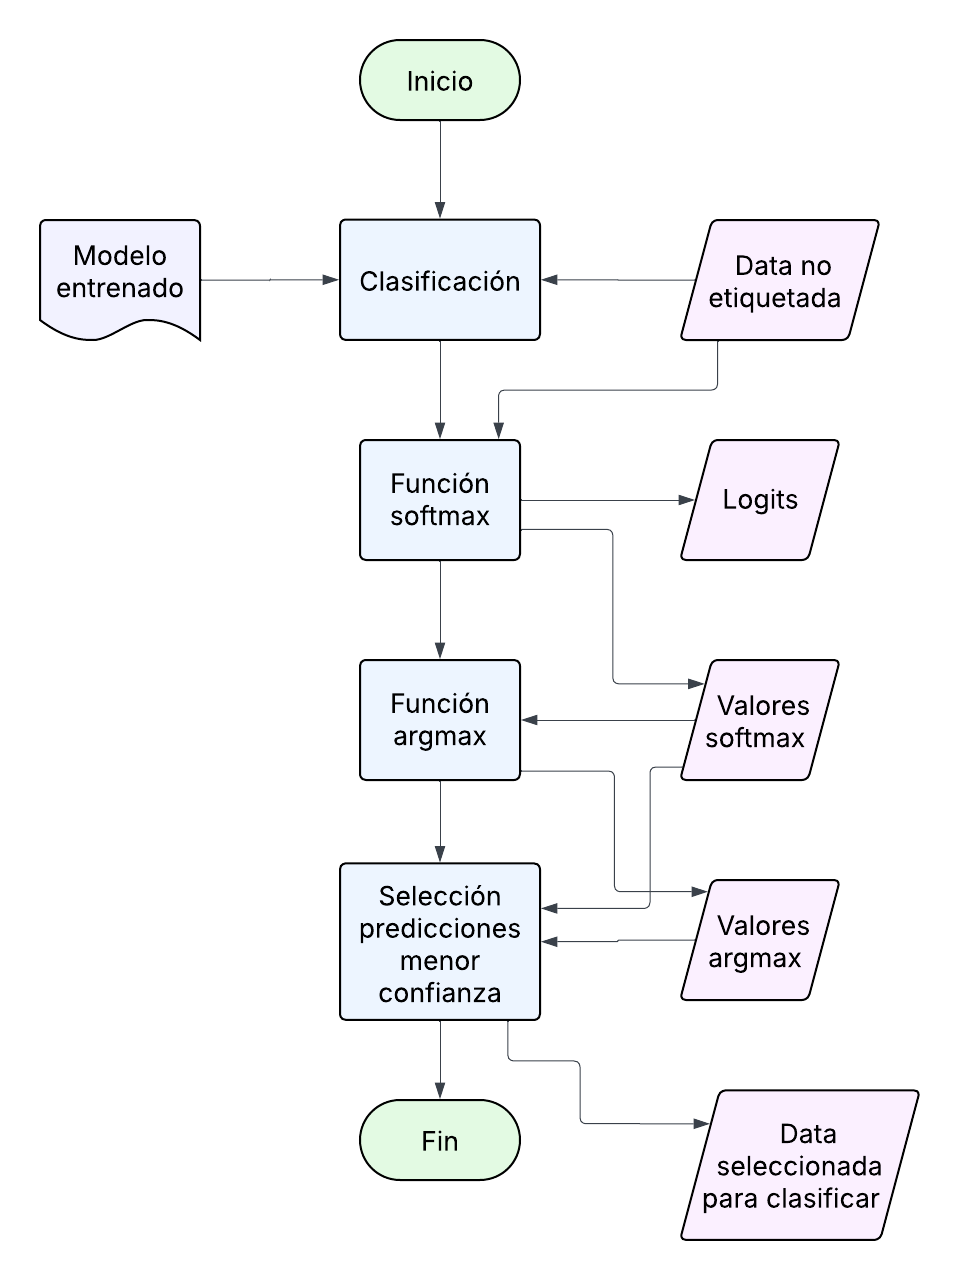 Inicio
Modelo
entrenado
Clasificación
Data no
etiquetada
Función
softmax
Logits
Función
argmax
Valores
softmax
Selección
predicciones
menor
confianza
Valores
argmax
Fin
Data
seleccionada
para clasificar